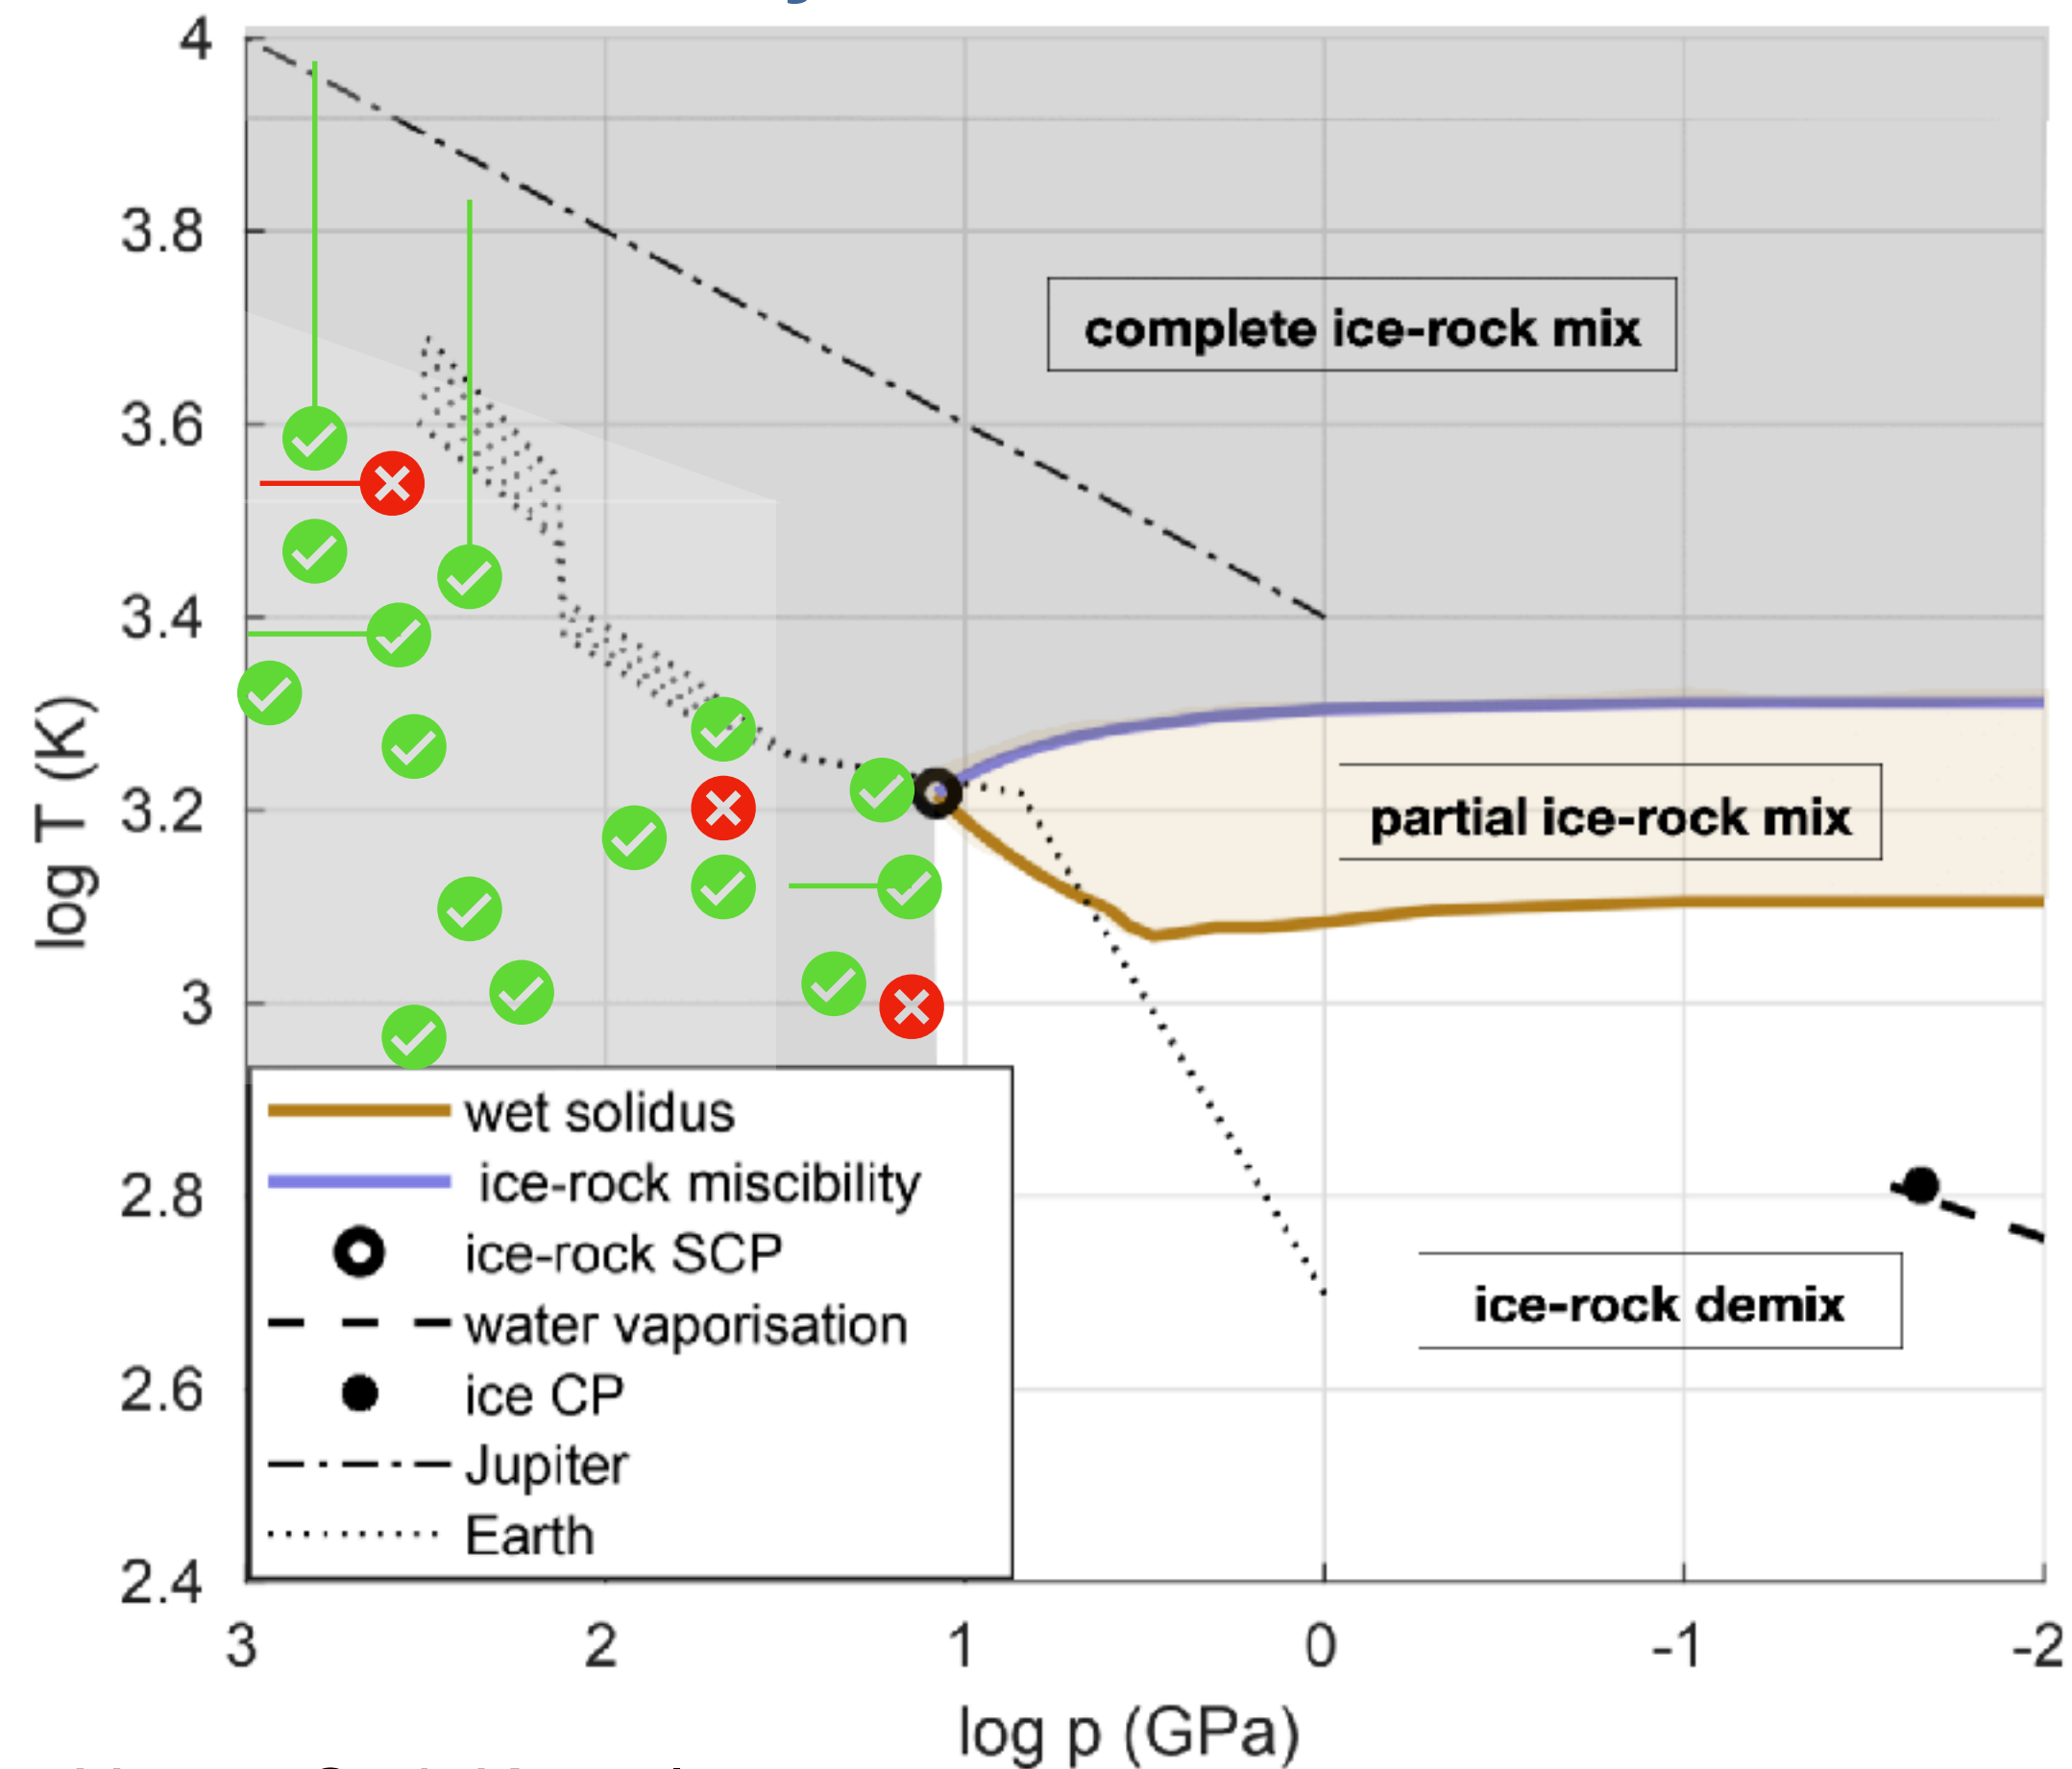 4
3.8
3.6
3.4
3.2
3
2.8
2.6
2.4
log T (K)
complete ice-rock mix
partial ice-rock mix
ice-rock demix
wet solidus
ice-rock miscibility
ice-rock SCP
water vaporisation
ice CP
Jupiter
Earth
3 2 1 0 -1 -2
log p (GPa)